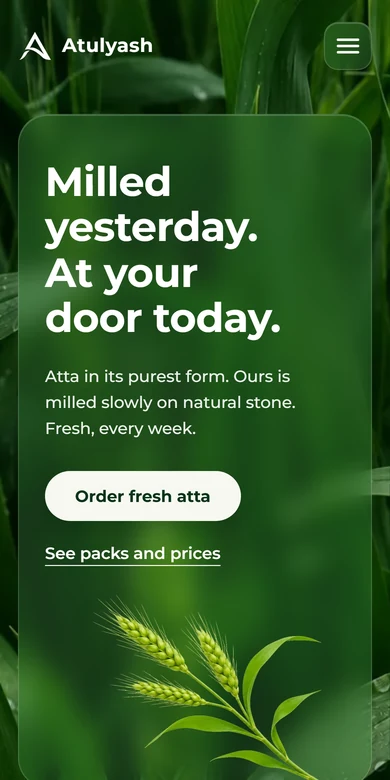 Atulyash
Milled
yesterday.
At your
door today.
Atta in its purest form. Ours is
milled slowly on natural stone.
Fresh, every week.
Order fresh atta
See packs and prices